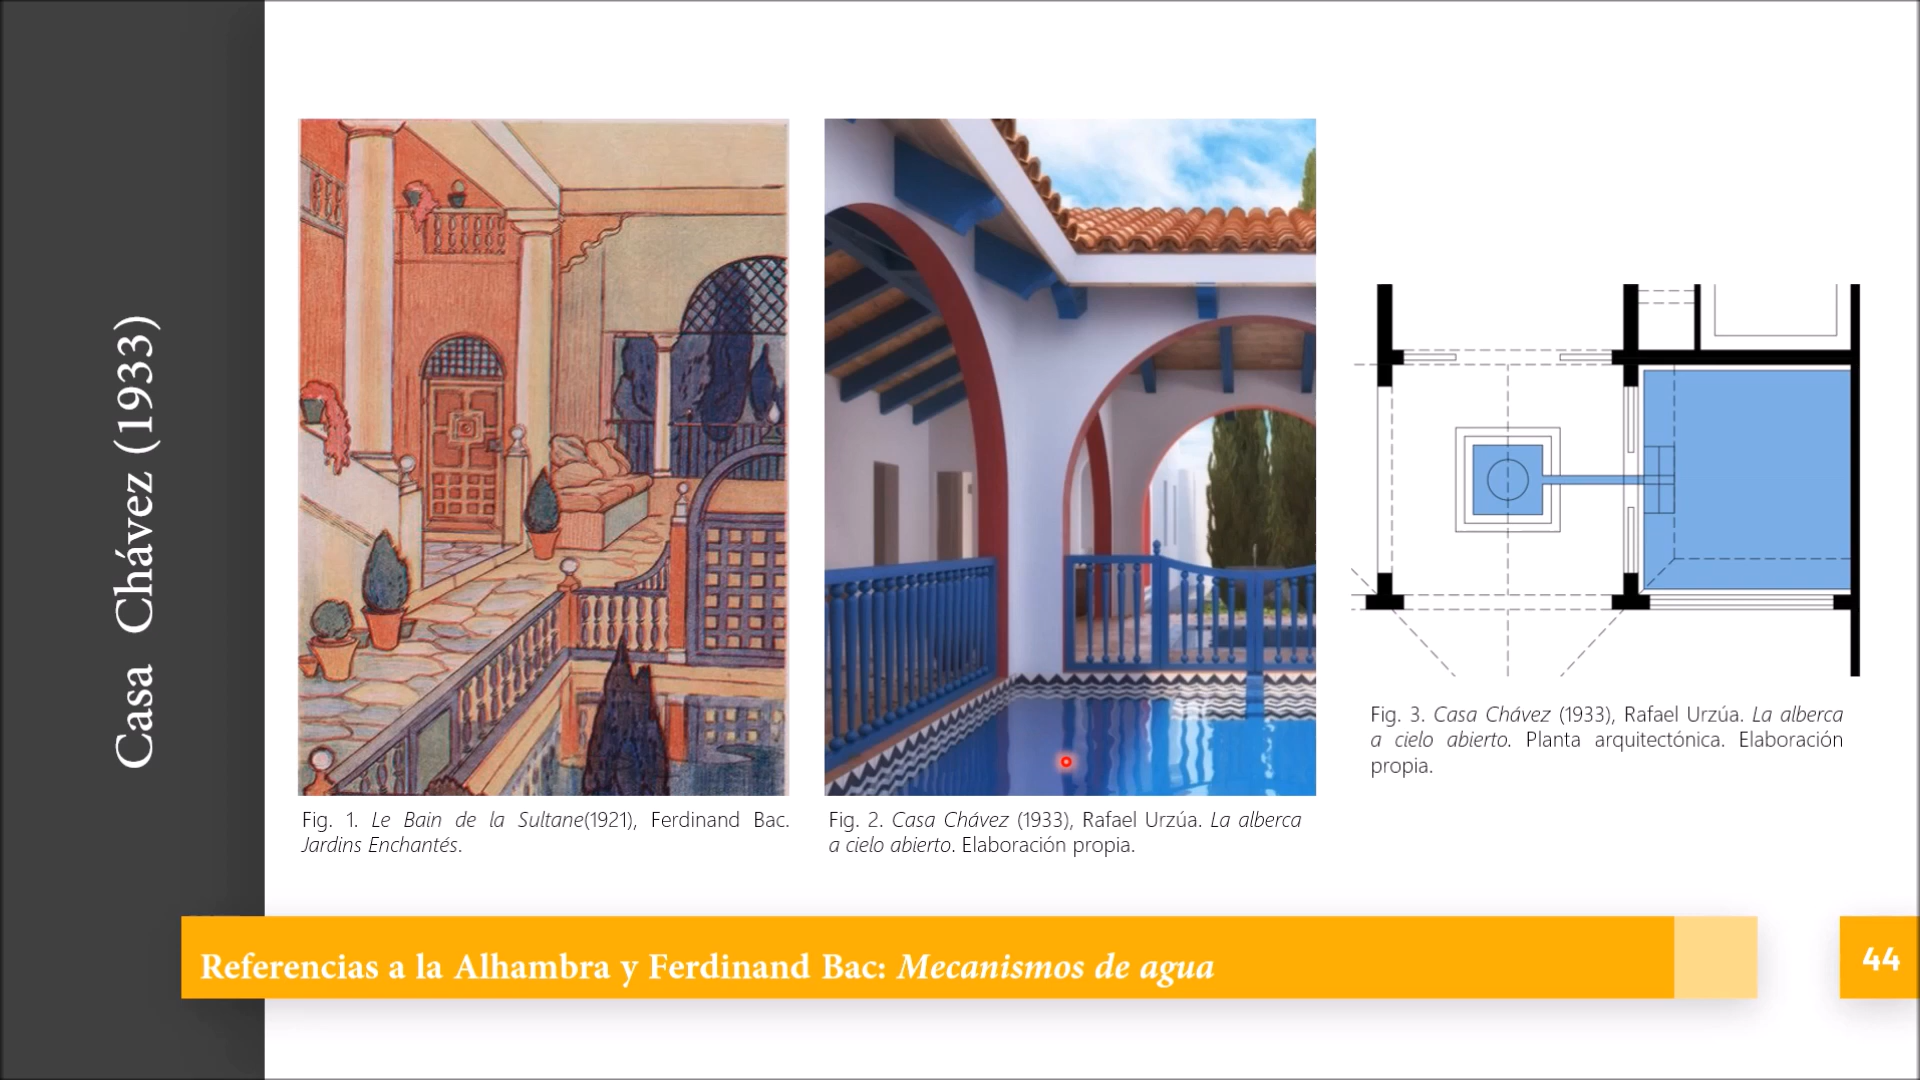 Casa Chávez (1933)
Fig. 1. Le Bain de la Sultane(1921), Ferdinand Bac.
Jardins Enchantés.
Fig. 2. Casa Chávez (1933), Rafael Urzúa. La alberca
a cielo abierto. Elaboración propia.
Fig. 3. Casa Chávez (1933), Rafael Urzúa. La alberca
a cielo abierto. Planta arquitectónica. Elaboración
propia.
Referencias a la Alhambra y Ferdinand Bac: Mecanismos de agua
44